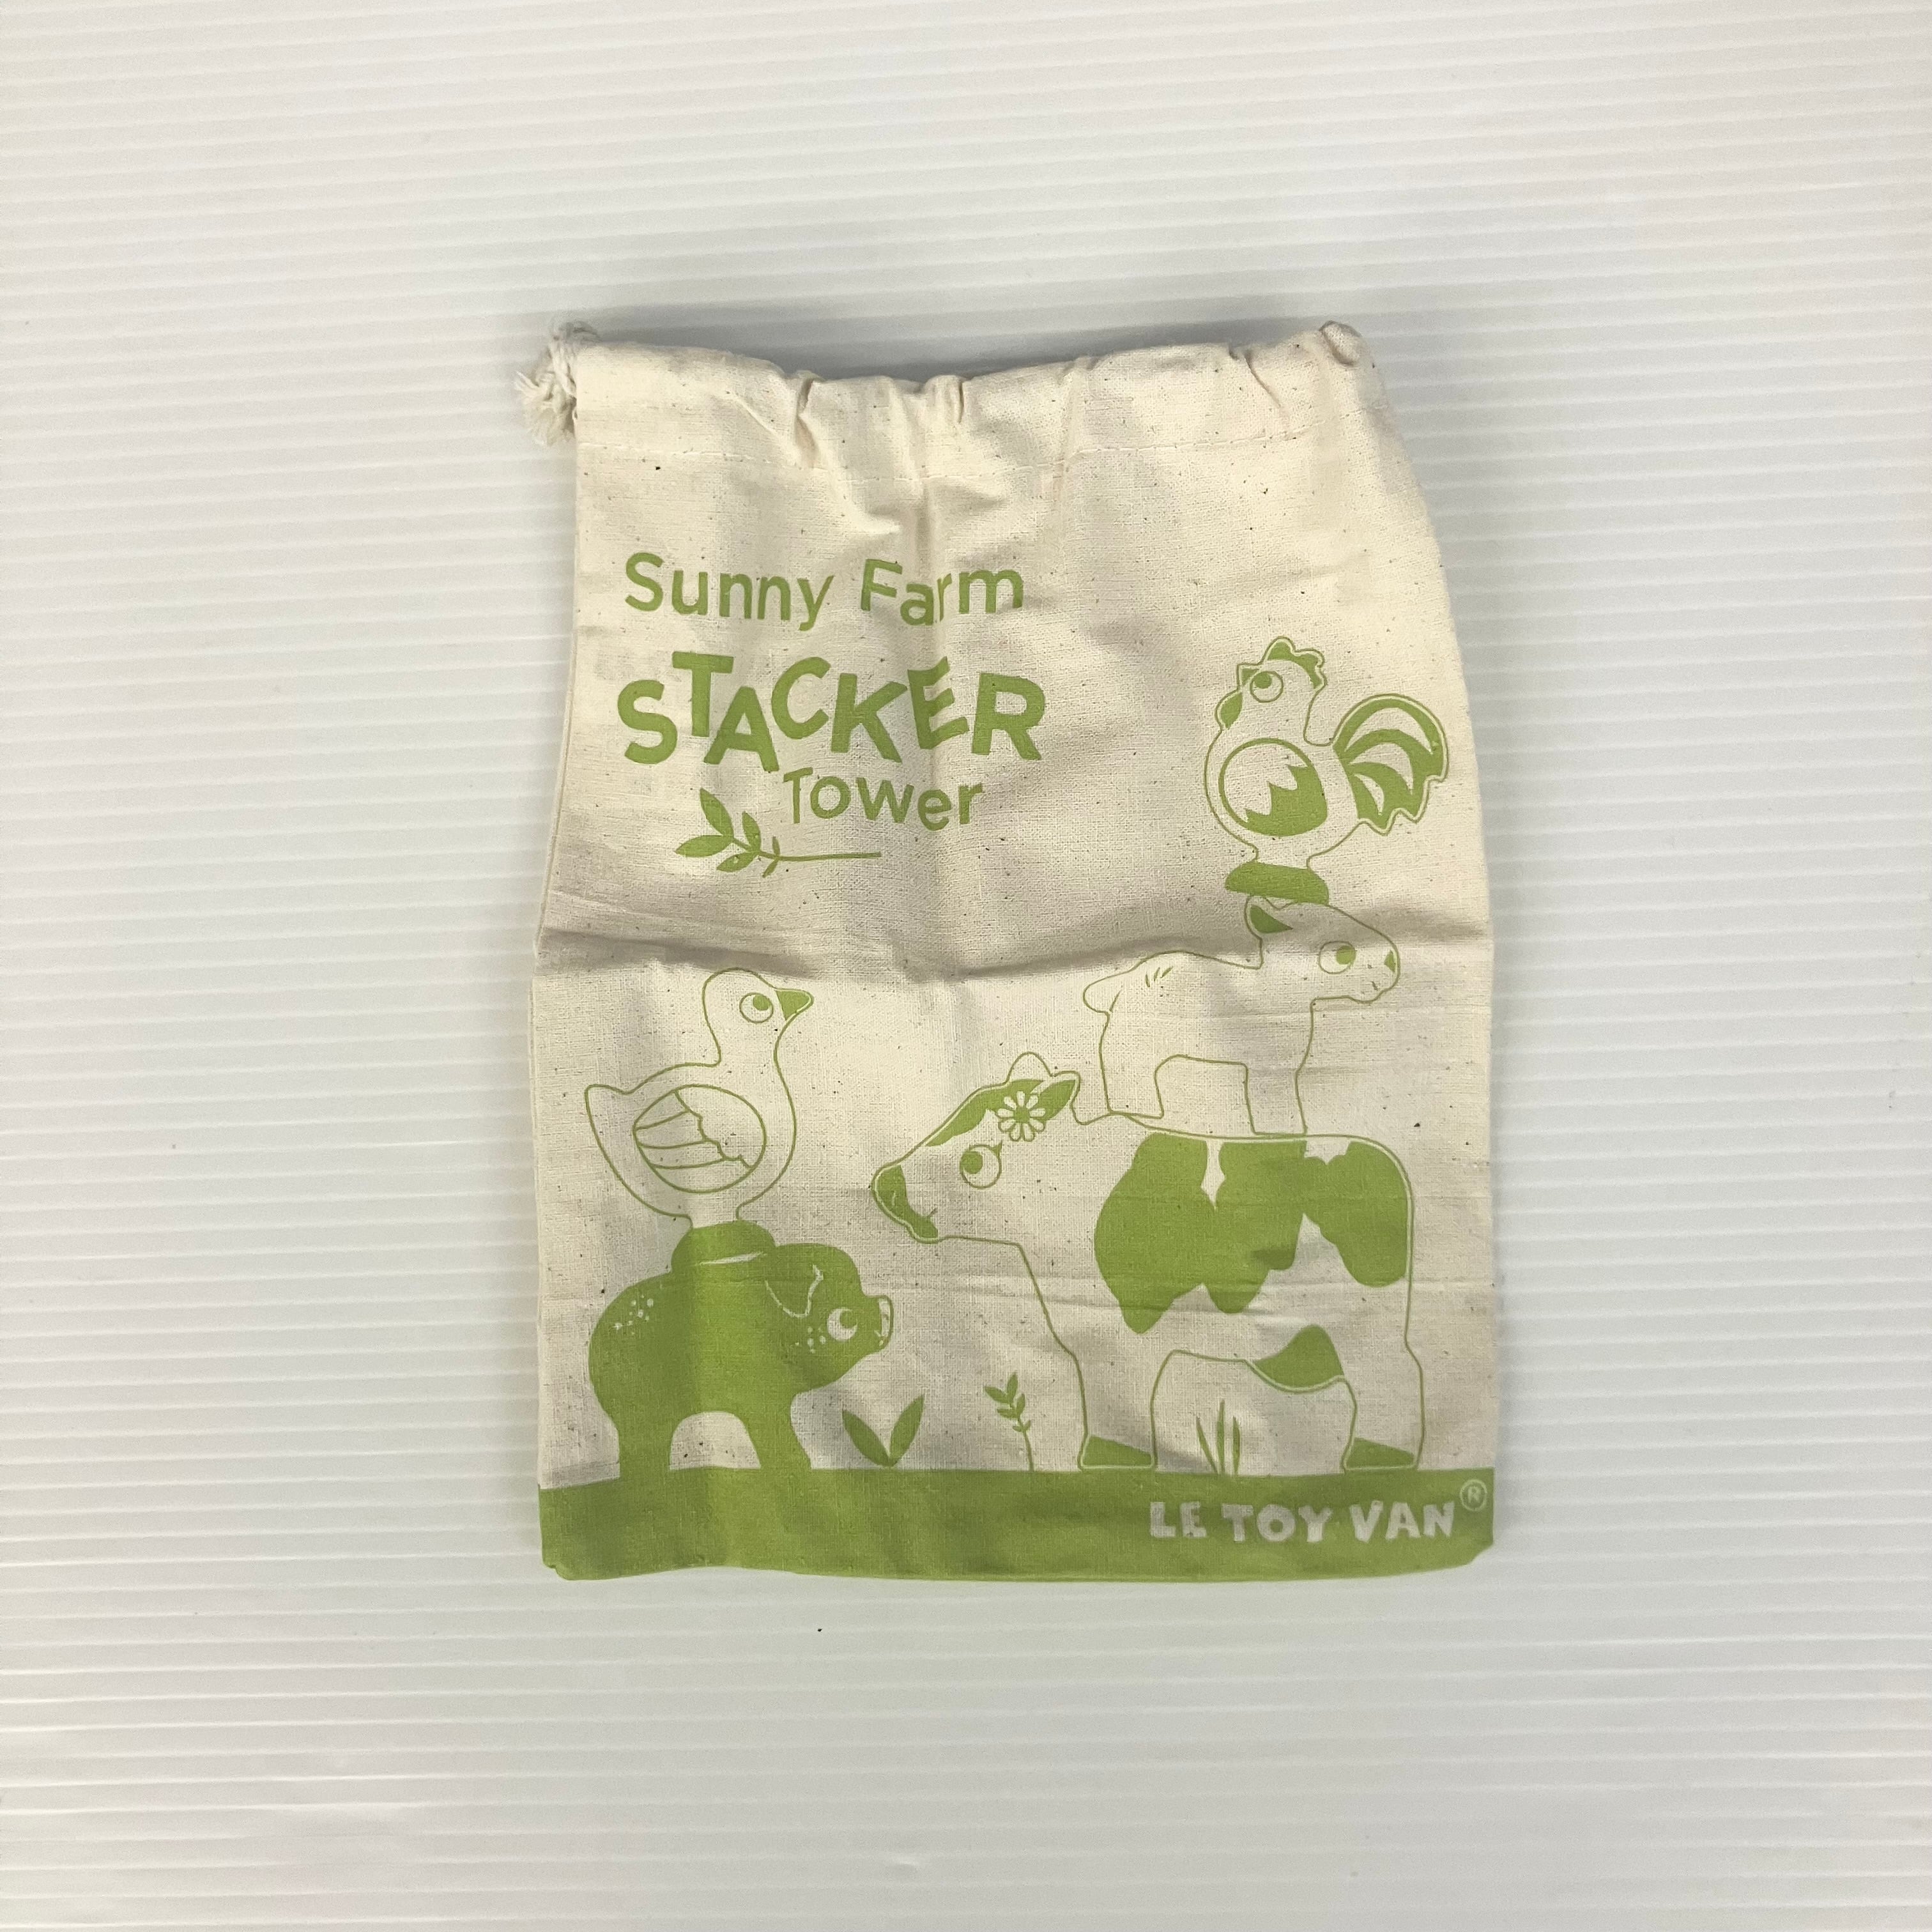 Sunny Farm
STACKER
Tower
LE TOY VAN®